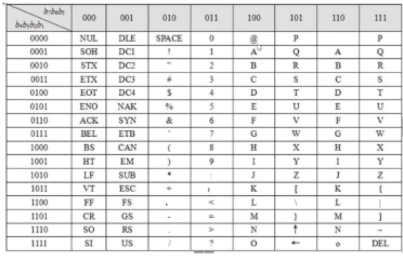 b₇b₆b₅
b₄b₃b₂b₁ 000 001 010 011 100 101 110 111
0000 NUL DLE SPACE 0 @ P P
0001 SOH DC1 ! 1 A Q A Q
0010 STX DC2 " 2 B R B R
0011 ETX DC3 # 3 C S C S
0100 EOT DC4 $ 4 D T D T
0101 ENO NAK % 5 E U E U
0110 ACK SYN & 6 F V F V
0111 BEL ETB ' 7 G W G W
1000 BS CAN ( 8 H X H X
1001 HT EM ) 9 I Y I Y
1010 LF SUB * : J Z J Z
1011 VT ESC + ; K [ K {
1100 FF FS , < L \ L |
1101 CR GS - = M } M ]
1110 SO RS . > N ↑ N ~
1111 SI US / ? O ← o DEL